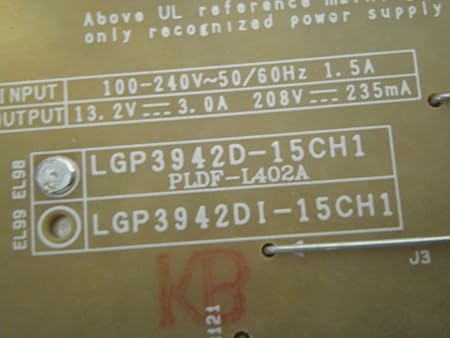 Above UL reference
only recognized power supply
INPUT 100-240V~50/60Hz 1.5A
OUTPUT 13.2V⎓3.0A 208V⎓235mA
EL98 LGP3942D-15CH1
PLDF-L402A
EL99 LGP3942DI-15CH1
J3
KB
121